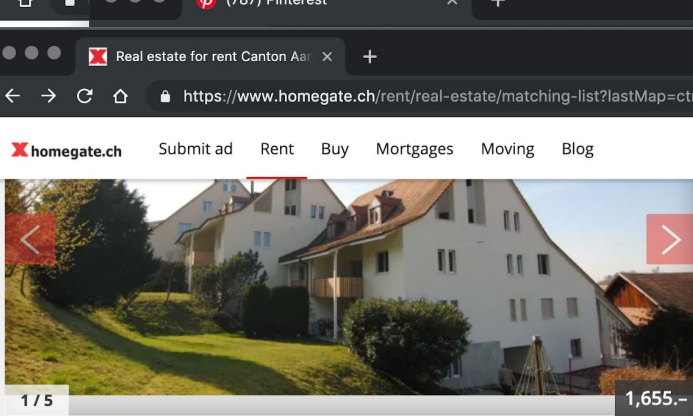 (787) Pinterest
Real estate for rent Canton Aar
https://www.homegate.ch/rent/real-estate/matching-list?lastMap=ct
homegate.ch Submit ad Rent Buy Mortgages Moving Blog
1 / 5
1,655.–